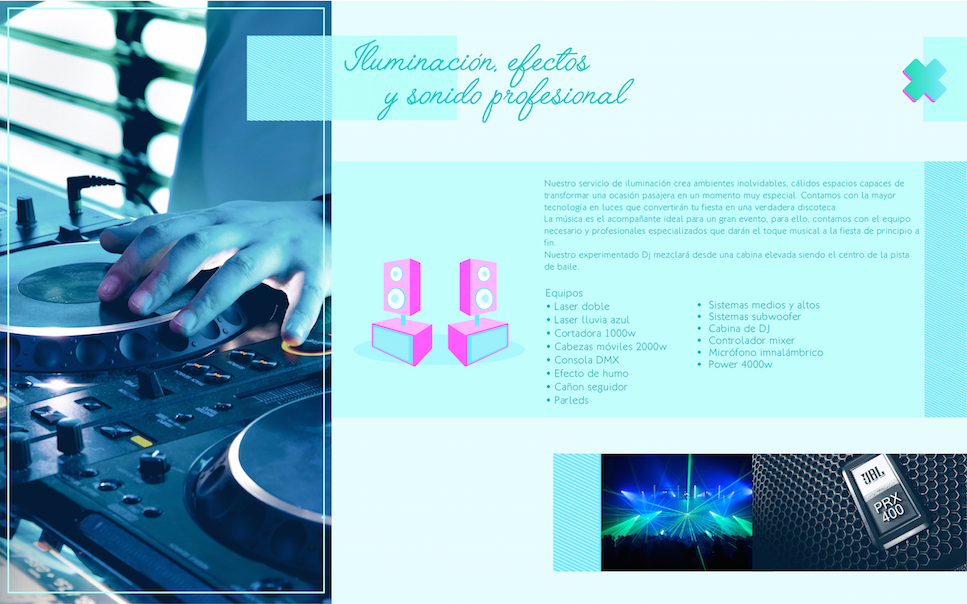 Iluminación, efectos
y sonido profesional
Nuestro servicio de iluminación crea ambientes inolvidables, cálidos espacios capaces de
transformar una ocasión pasajera en un momento muy especial. Contamos con la mayor
tecnología en luces que convertirán tu fiesta en una verdadera discoteca.
La música es el acompañante ideal para un gran evento, para ello, contamos con el equipo
necesario y profesionales especializados que darán el toque musical a la fiesta de principio a
fin.
Nuestro experimentado Dj mezclará desde una cabina elevada siendo el centro de la pista
de baile.
Equipos
• Laser doble
• Laser lluvia azul
• Cortadora 1000w
• Cabezas móviles 2000w
• Consola DMX
• Efecto de humo
• Cañon seguidor
• Parleds
• Sistemas medios y altos
• Sistemas subwoofer
• Cabina de DJ
• Controlador mixer
• Micrófono imnalámbrico
• Power 4000w
JBL
PRX
400